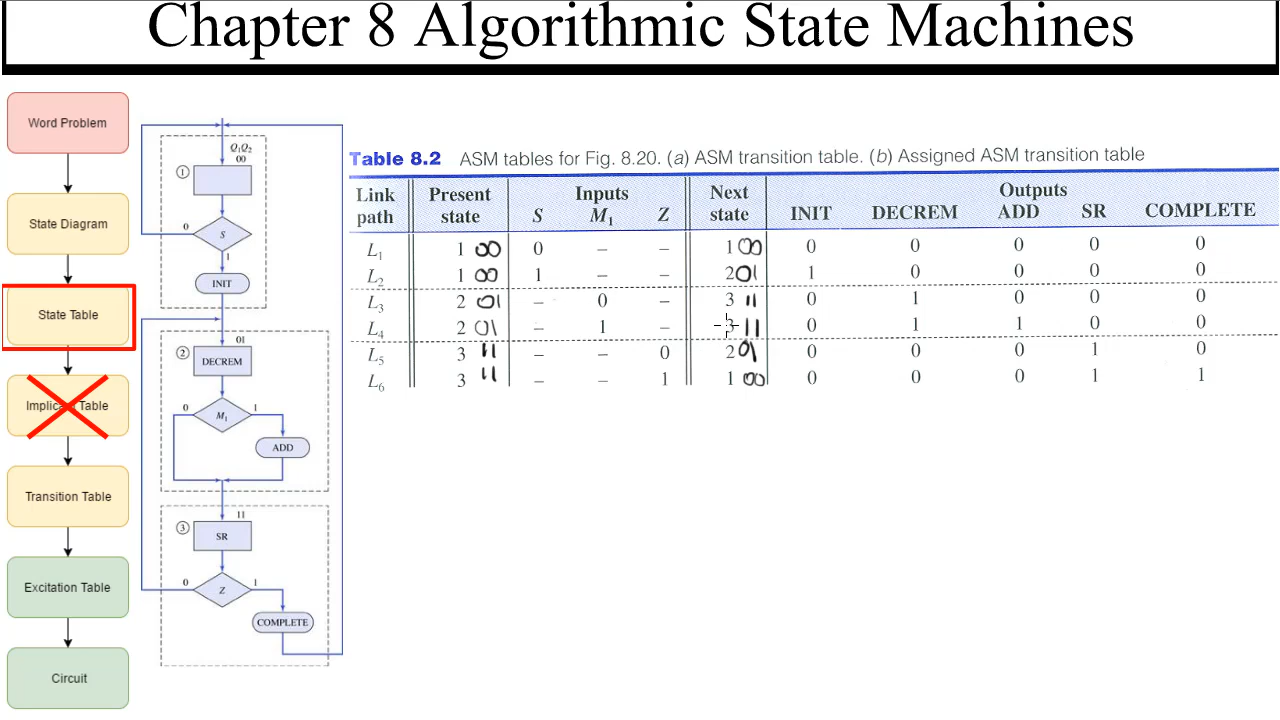 Chapter 8 Algorithmic State Machines
Word Problem
State Diagram
State Table
Table
Transition Table
Excitation Table
Circuit
Q1Q2
00
1
0
S
1
INIT
01
2
DECREM
0
M1
1
ADD
11
3
SR
0
Z
1
COMPLETE
Table 8.2 ASM tables for Fig. 8.20. (a) ASM transition table. (b) Assigned ASM transition table
Link Present Inputs Next Outputs
path state S M1 Z state INIT DECREM ADD SR COMPLETE
L1 1 00 0 – – 1 00 0 0 0 0 0
L2 1 00 1 – – 2 01 1 0 0 0 0
L3 2 01 – 0 – 3 11 0 1 0 0 0
L4 2 01 – 1 – 3 11 0 1 1 0 0
L5 3 11 – – 0 2 01 0 0 0 1 0
L6 3 11 – – 1 1 00 0 0 0 1 1